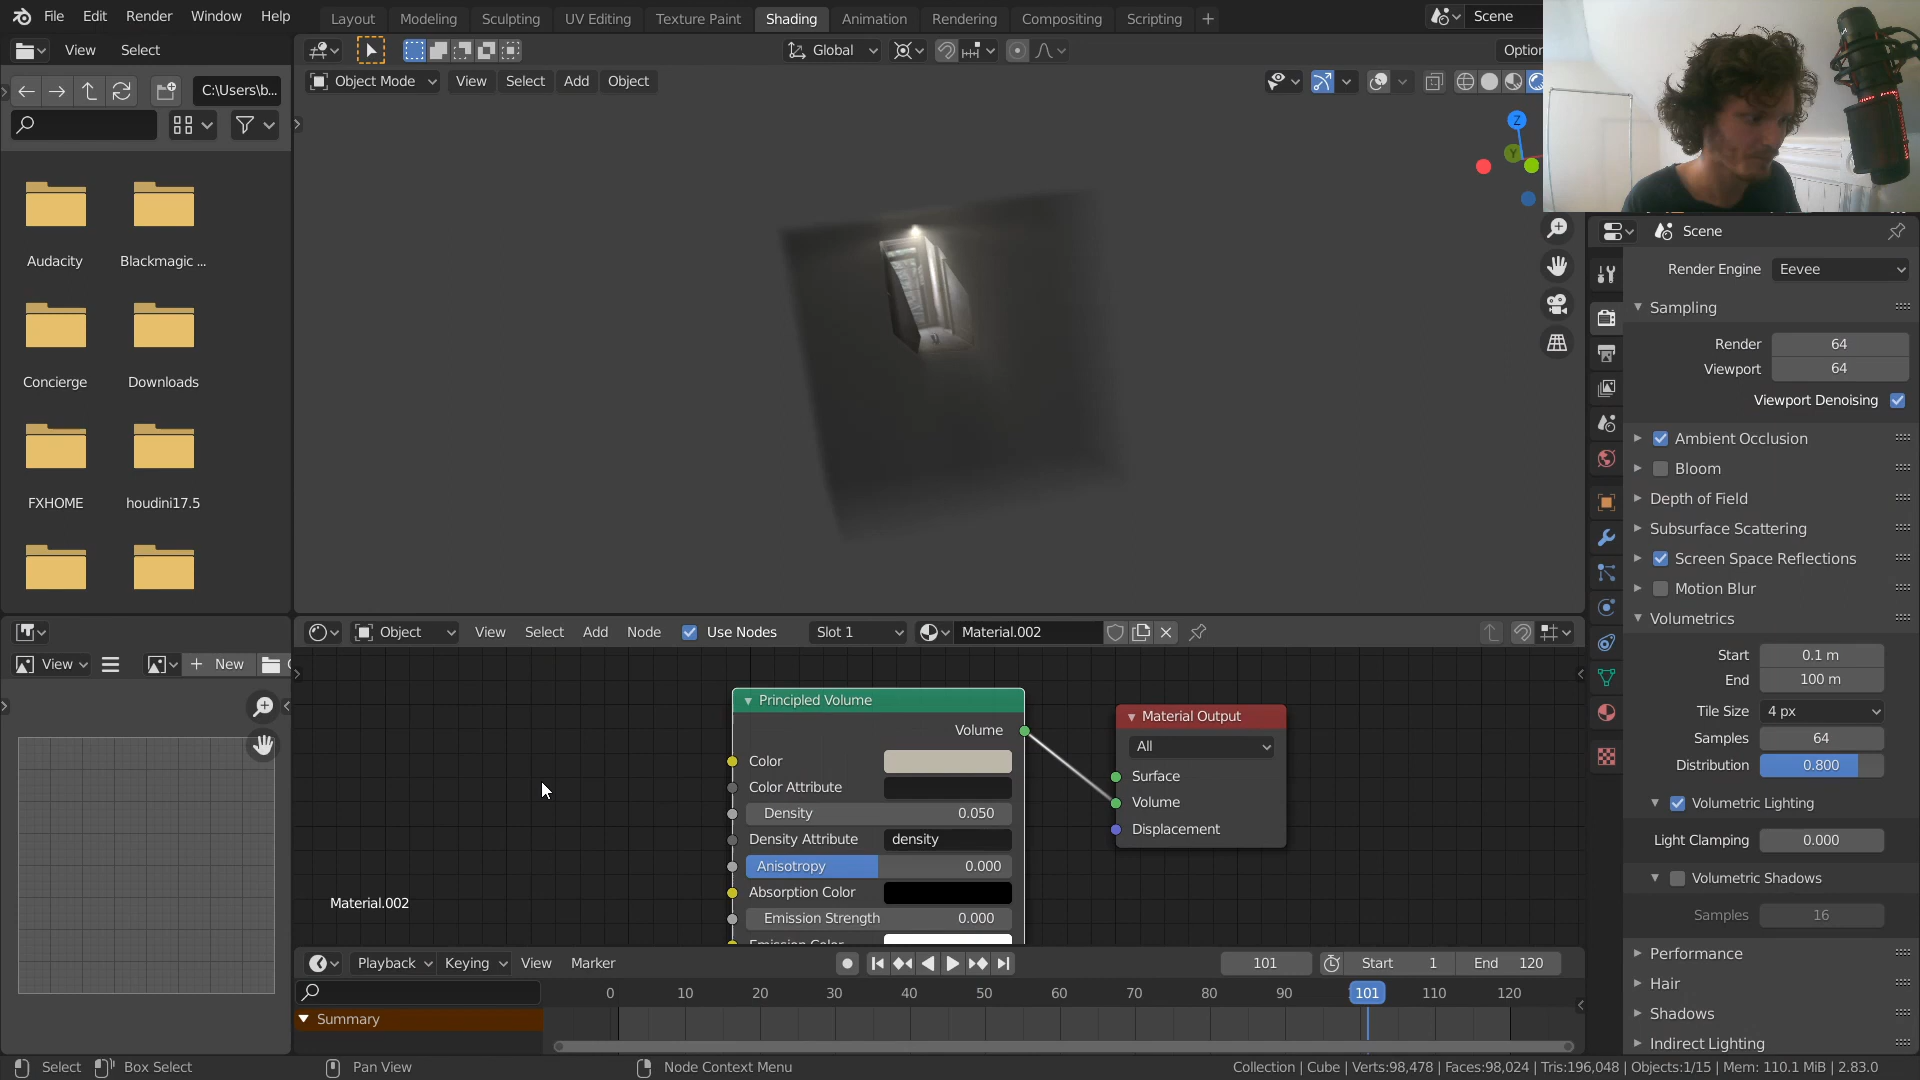 File Edit Render Window Help
Layout Modeling Sculpting UV Editing Texture Paint Shading Animation Rendering Compositing Scripting
Scene
View Select
Global
C:\Users\b...
Object Mode View Select Add Object
Z
Y
Audacity Blackmagic ...
Concierge Downloads
FXHOME houdini17.5
Scene
Render Engine Eevee
Sampling
Render 64
Viewport 64
Viewport Denoising
Ambient Occlusion
Bloom
Depth of Field
Subsurface Scattering
Screen Space Reflections
Motion Blur
Volumetrics
Start 0.1 m
End 100 m
Tile Size 4 px
Samples 64
Distribution 0.800
Volumetric Lighting
Light Clamping 0.000
Volumetric Shadows
Samples 16
Performance
Hair
Shadows
Indirect Lighting
Object View Select Add Node Use Nodes Slot 1 Material.002
View New
Principled Volume
Volume
Color
Color Attribute
Density 0.050
Density Attribute density
Anisotropy 0.000
Absorption Color
Emission Strength 0.000
Emission Color
Material Output
All
Surface
Volume
Displacement
Material.002
Playback Keying View Marker
101 Start 1 End 120
0 10 20 30 40 50 60 70 80 90 101 110 120
Summary
Select Box Select Pan View Node Context Menu
Collection | Cube | Verts:98,478 | Faces:98,024 | Tris:196,048 | Objects:1/15 | Mem: 110.1 MiB | 2.83.0